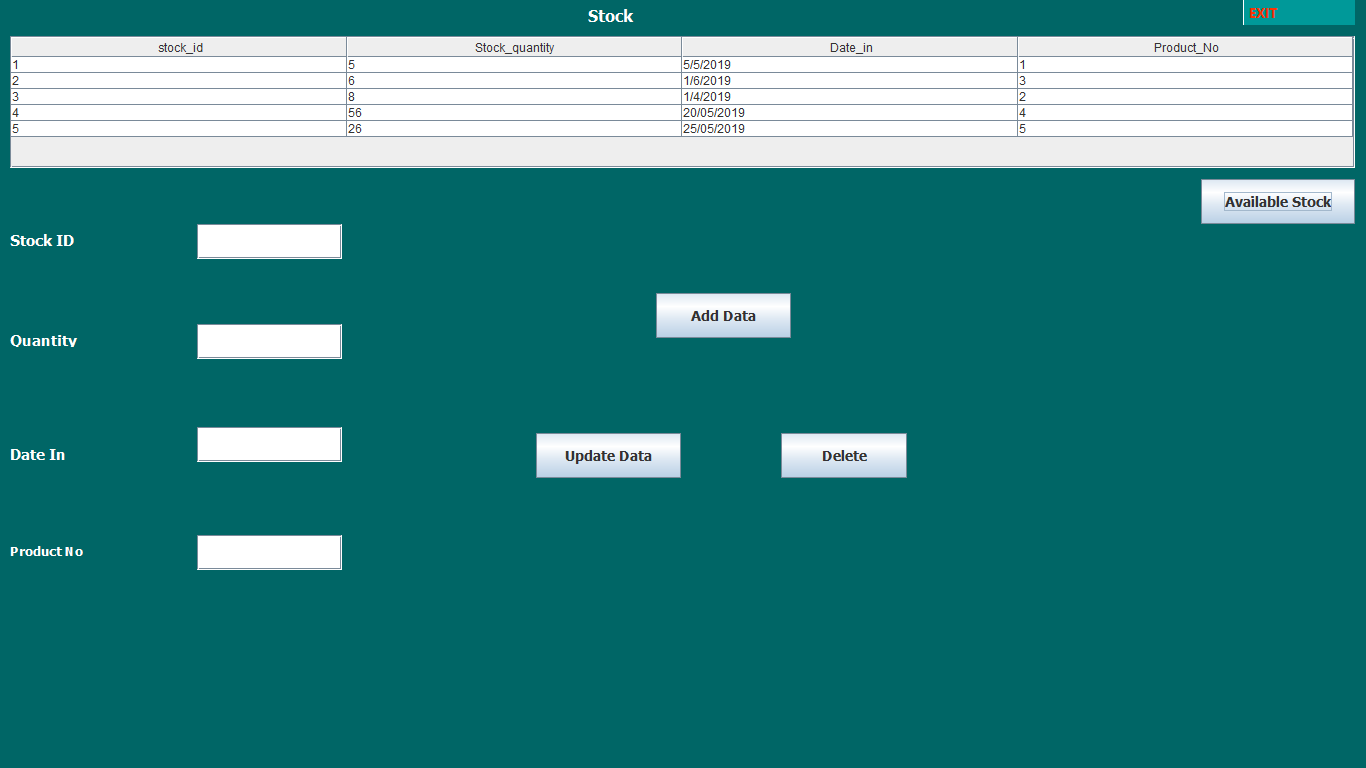 Stock
EXIT
stock_id Stock_quantity Date_in Product_No
1 5 5/5/2019 1
2 6 1/6/2019 3
3 8 1/4/2019 2
4 56 20/05/2019 4
5 26 25/05/2019 5
Available Stock
Stock ID
Add Data
Quantity
Date In
Update Data Delete
Product No